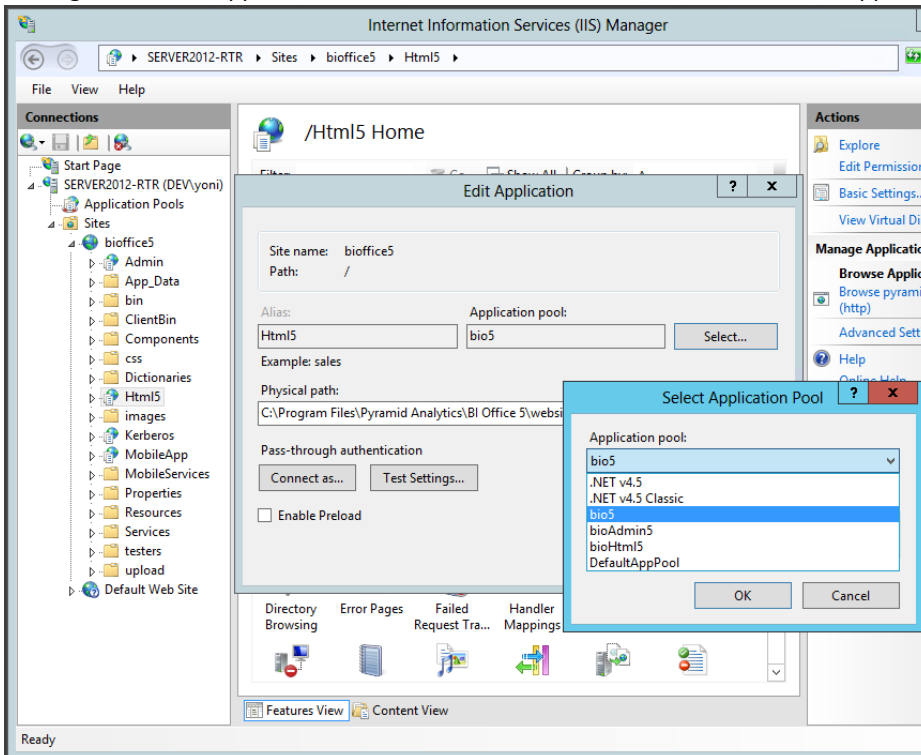 Internet Information Services (IIS) Manager
SERVER2012-RTR Sites bioffice5 Html5
File View Help
Connections
Start Page
SERVER2012-RTR (DEV\yoni)
Application Pools
Sites
bioffice5
Admin
App_Data
bin
ClientBin
Components
css
Dictionaries
Html5
images
Kerberos
MobileApp
MobileServices
Properties
Resources
Services
testers
upload
Default Web Site
/Html5 Home
Edit Application
? x
Site name: bioffice5
Path: /
Alias:
Application pool:
Html5
bio5
Select...
Example: sales
Physical path:
C:\Program Files\Pyramid Analytics\BI Office 5\websi
Pass-through authentication
Connect as...
Test Settings...
Enable Preload
Select Application Pool
? x
Application pool:
bio5
.NET v4.5
.NET v4.5 Classic
bio5
bioAdmin5
bioHtml5
DefaultAppPool
OK
Cancel
Directory Browsing
Error Pages
Failed Request Tra...
Handler Mappings
Features View
Content View
Actions
Explore
Edit Permission
Basic Settings..
View Virtual Di
Manage Applicatio
Browse Applic
Browse pyrami
(http)
Advanced Sett
Help
Ready